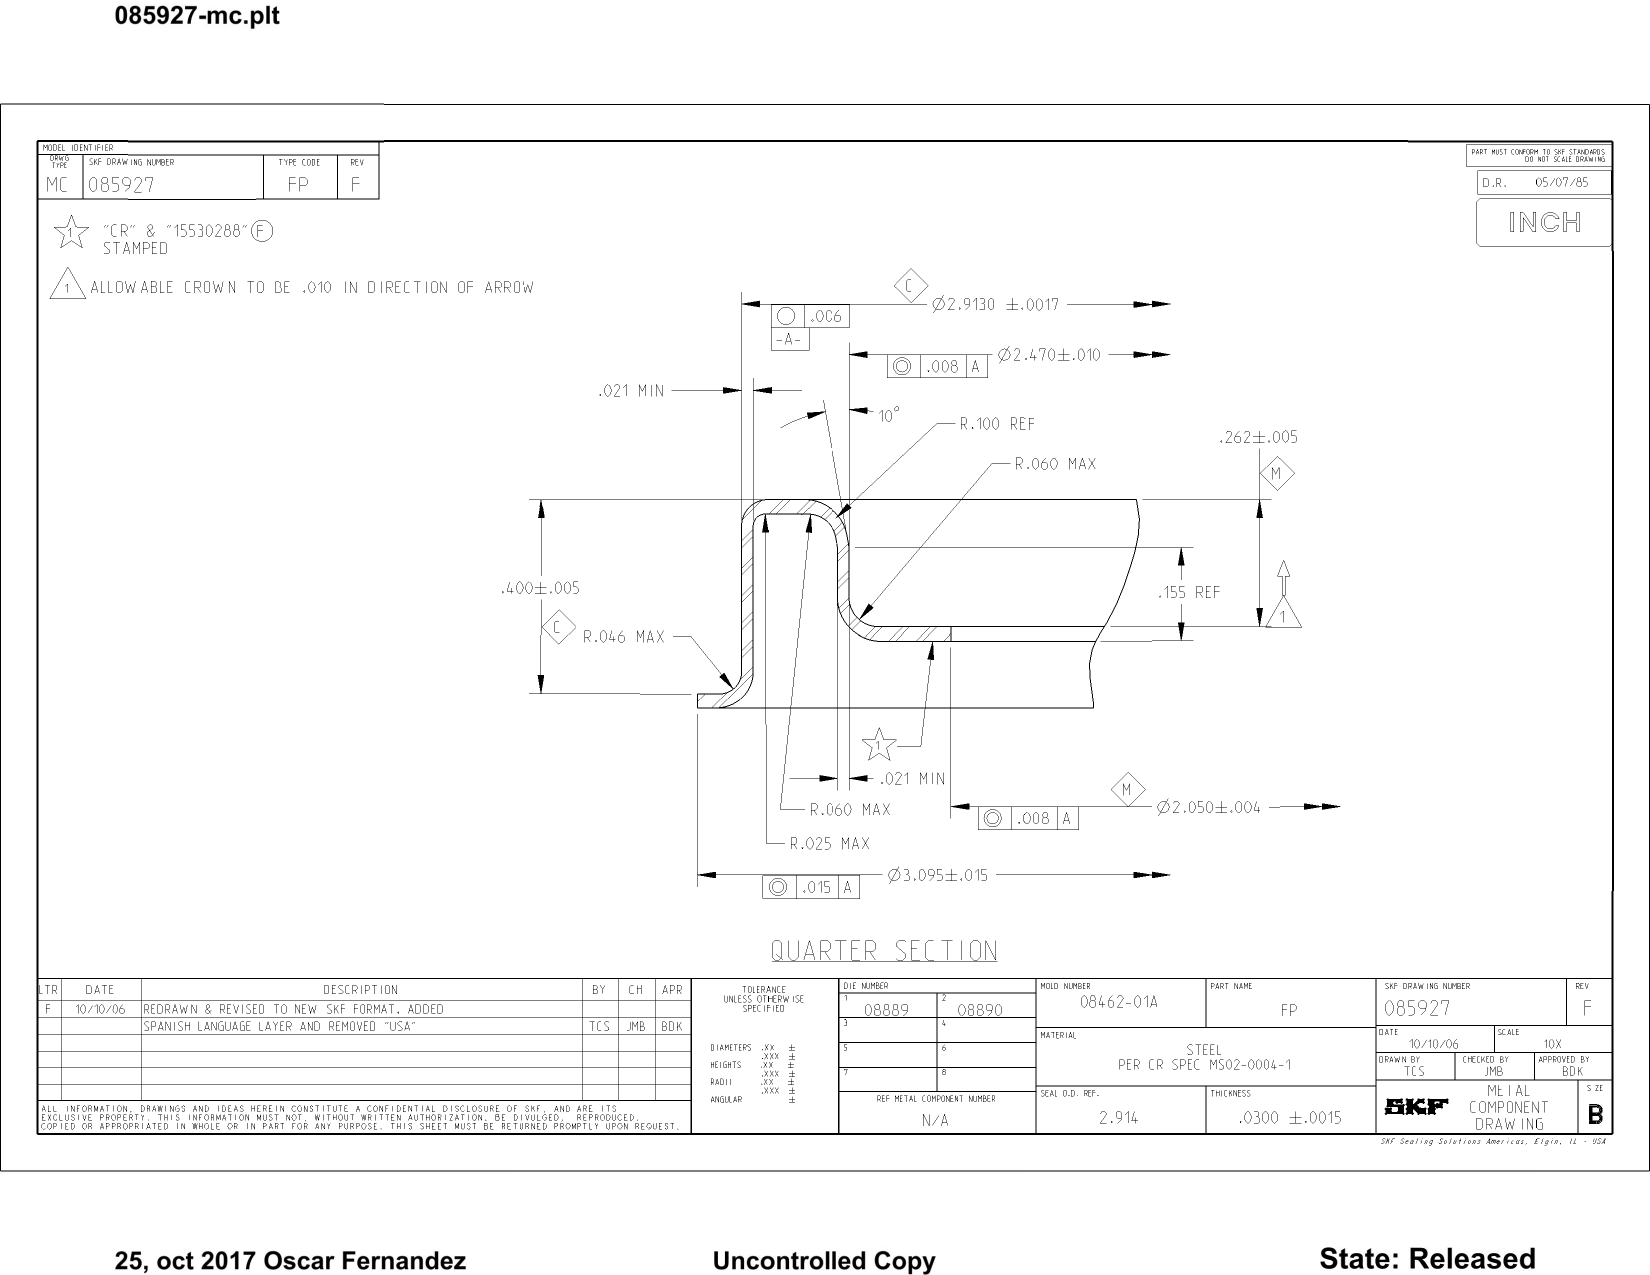 085927-mc.plt
MODEL IDENTIFIER
DRWG TYPE
SKF DRAWING NUMBER
TYPE CODE
REV
MC
085927
FP
F
PART MUST CONFORM TO SKF STANDARDS
DO NOT SCALE DRAWING
D.R. 05/07/85
INCH
1 "CR" & "15530288" F
STAMPED
1 ALLOWABLE CROWN TO BE .010 IN DIRECTION OF ARROW
C
Ø2.9130 ±.0017
.006
-A-
Ø2.470±.010
.008 A
.021 MIN
10°
R.100 REF
.262±.005
R.060 MAX
M
.400±.005
.155 REF
C
R.046 MAX
1
1
.021 MIN
M
R.060 MAX
Ø2.050±.004
.008 A
R.025 MAX
Ø3.095±.015
.015 A
QUARTER SECTION
LTR DATE DESCRIPTION BY CH APR
F 10/10/06 REDRAWN & REVISED TO NEW SKF FORMAT. ADDED
SPANISH LANGUAGE LAYER AND REMOVED "USA" TCS JMB BDK
ALL INFORMATION, DRAWINGS AND IDEAS HEREIN CONSTITUTE A CONFIDENTIAL DISCLOSURE OF SKF, AND ARE ITS
EXCLUSIVE PROPERTY. THIS INFORMATION MUST NOT, WITHOUT WRITTEN AUTHORIZATION, BE DIVULGED, REPRODUCED,
COPIED OR APPROPRIATED IN WHOLE OR IN PART FOR ANY PURPOSE. THIS SHEET MUST BE RETURNED PROMPTLY UPON REQUEST.
TOLERANCE
UNLESS OTHERWISE
SPECIFIED
DIAMETERS .XX ±
.XXX ±
HEIGHTS .XX ±
.XXX ±
RADII .XX ±
.XXX ±
ANGULAR ±
DIE NUMBER
1 08889
2 08890
3
4
5
6
7
8
REF METAL COMPONENT NUMBER
N/A
MOLD NUMBER
08462-01A
PART NAME
FP
MATERIAL
STEEL
PER CR SPEC MS02-0004-1
SEAL O.D. REF.
2.914
THICKNESS
.0300 ±.0015
SKF DRAWING NUMBER
085927
REV
F
DATE
10/10/06
SCALE
10X
DRAWN BY
TCS
CHECKED BY
JMB
APPROVED BY
BDK
SKF
METAL
COMPONENT
DRAWING
SIZE
B
SKF Sealing Solutions Americas, Elgin, IL - USA
25, oct 2017 Oscar Fernandez
Uncontrolled Copy
State: Released